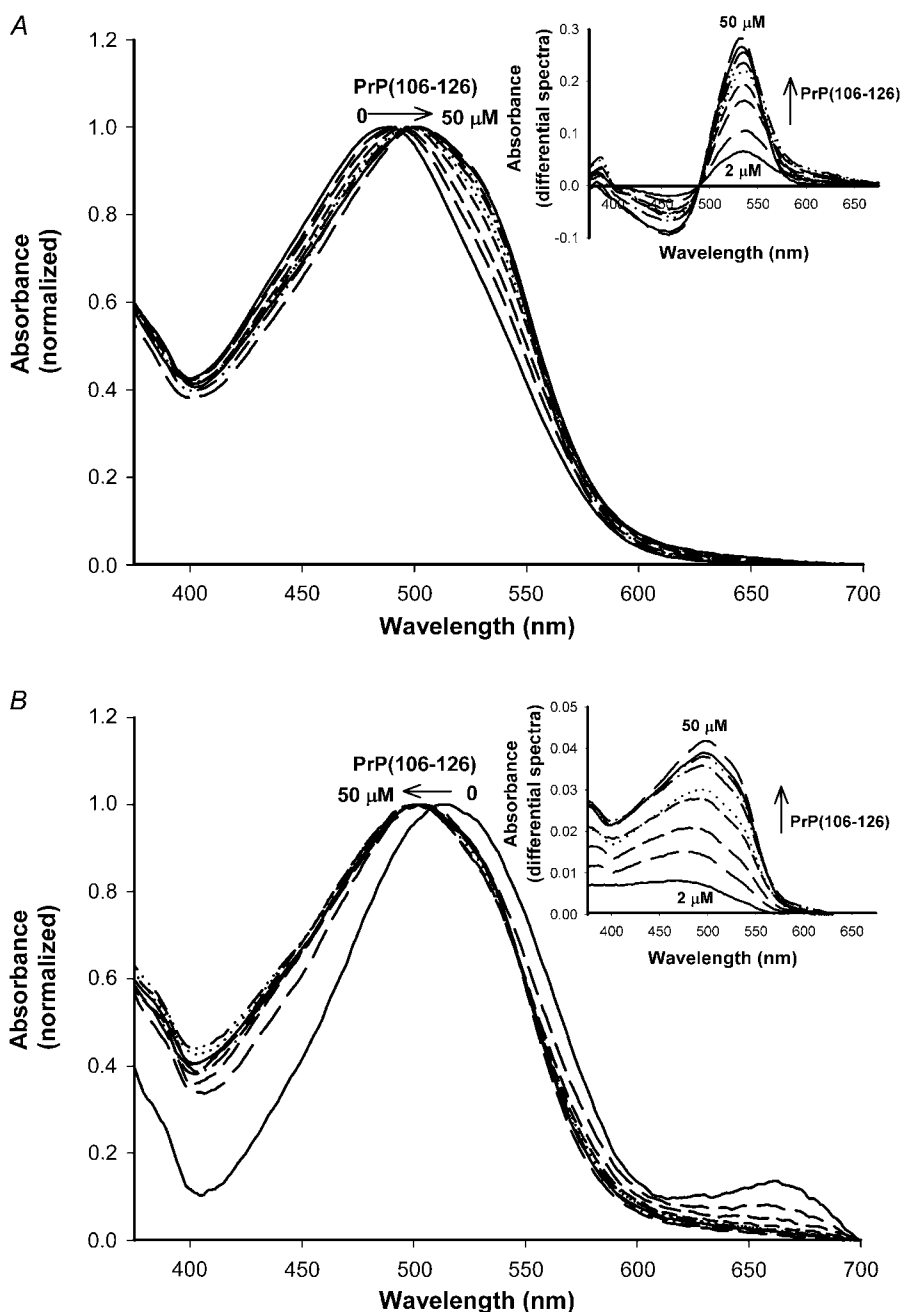 A
1.2
1.0
0.8
0.6
0.4
0.2
0.0
Absorbance
(normalized)
PrP(106-126)
0 50 µM
400 450 500 550 600 650 700
Wavelength (nm)
0.3
0.2
0.1
0.0
-0.1
Absorbance
(differential spectra)
50 µM
PrP(106-126)
2 µM
400 450 500 550 600 650
Wavelength (nm)
B
1.2
1.0
0.8
0.6
0.4
0.2
0.0
Absorbance
(normalized)
PrP(106-126)
50 µM 0
400 450 500 550 600 650 700
Wavelength (nm)
0.05
0.04
0.03
0.02
0.01
0.00
Absorbance
(differential spectra)
50 µM
PrP(106-126)
2 µM
400 450 500 550 600 650
Wavelength (nm)